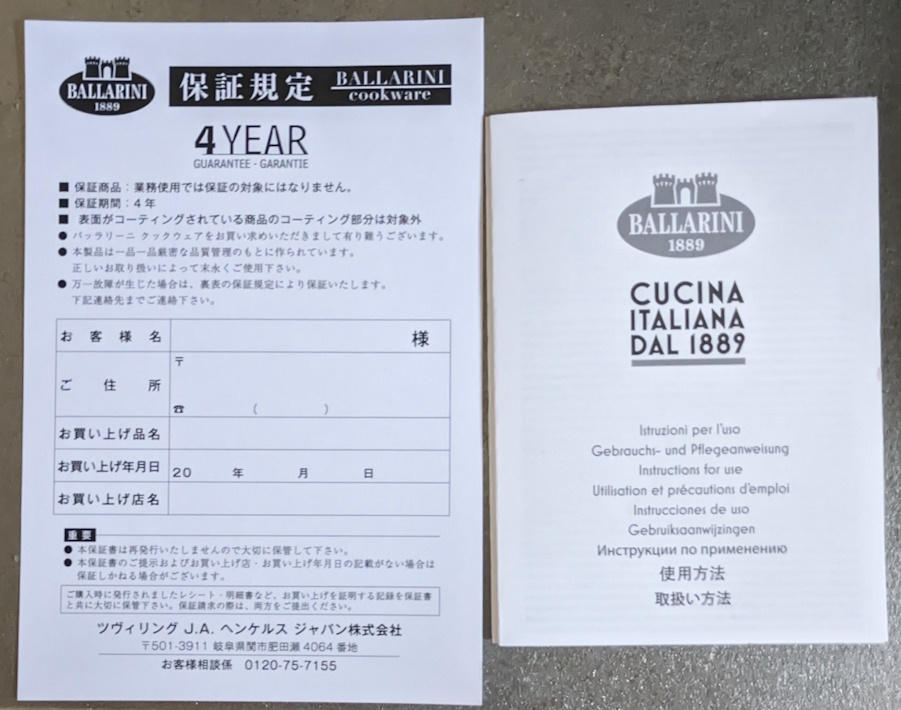 BALLARINI
1889
保証規定
BALLARINI
cookware
4 YEAR
GUARANTEE - GARANTIE
■ 保証商品：業務使用では保証の対象にはなりません。
■ 保証期間：4年
■ 表面がコーティングされている商品のコーティング部分は対象外
● バッラリーニ クックウェアをお買い求めいただきまして有り難うございます。
● 本製品は一品一品厳密な品質管理のもとに作られています。
正しいお取り扱いによって末永くご使用下さい。
● 万一故障が生じた場合は、裏表の保証規定により保証いたします。
下記連絡先までご連絡下さい。
お客様名 様
ご住所 〒
☎ ( )
お買い上げ品名
お買い上げ年月日 20 年 月 日
お買い上げ店名
重要
● 本保証書は再発行いたしませんので大切に保管して下さい。
● 本保証書のご提示およびお買い上げ店・お買い上げ年月日の記載がない場合は
保証しかねる場合がございます。
ご購入時に発行されましたレシート・明細書など、お買い上げを証明する記録を保証書
と共に大切に保管下さい。保証請求の際は、両方をご提出ください。
ツヴィリング J.A. ヘンケルス ジャパン株式会社
〒501-3911 岐阜県関市肥田瀬 4064 番地
お客様相談係 0120-75-7155
BALLARINI
1889
CUCINA
ITALIANA
DAL 1889
Istruzioni per l'uso
Gebrauchs- und Pflegeanweisung
Instructions for use
Utilisation et précautions d'emploi
Instrucciones de uso
Gebruiksaanwijzingen
Инструкции по применению
使用方法
取扱い方法